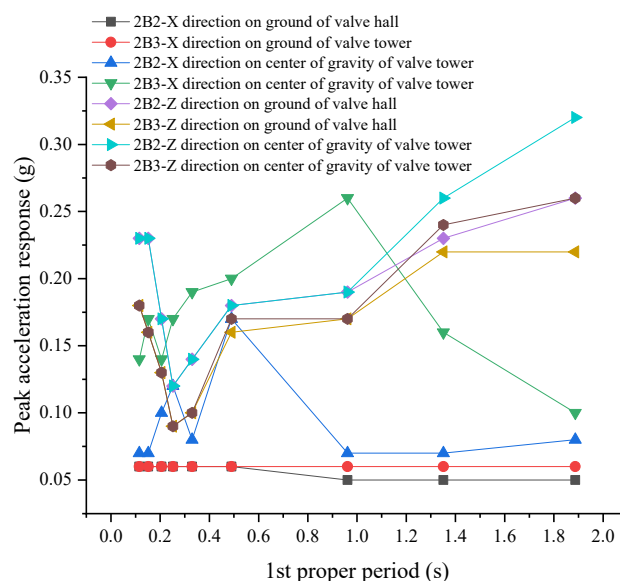 2B2-X direction on ground of valve hall
2B3-X direction on ground of valve tower
2B2-X direction on center of gravity of valve tower
2B3-X direction on center of gravity of valve tower
2B2-Z direction on ground of valve hall
2B3-Z direction on ground of valve hall
2B2-Z direction on center of gravity of valve tower
2B3-Z direction on center of gravity of valve tower
0.35
0.30
0.25
0.20
0.15
0.10
0.05
Peak acceleration response (g)
0.0 0.2 0.4 0.6 0.8 1.0 1.2 1.4 1.6 1.8 2.0
1st proper period (s)